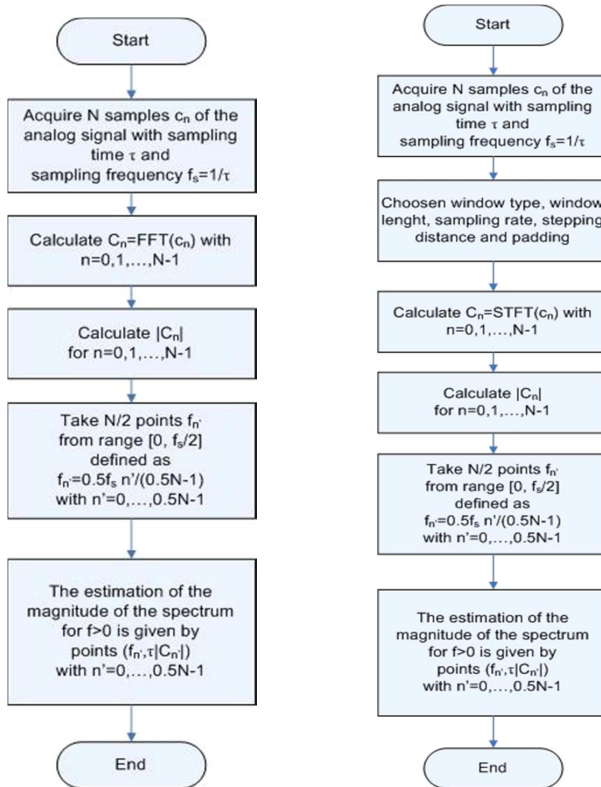 Start
Acquire N samples cn of the
analog signal with sampling
time τ and
sampling frequency fs=1/τ
Calculate Cn=FFT(cn) with
n=0,1,...,N-1
Calculate |Cn|
for n=0,1,...,N-1
Take N/2 points fn'
from range [0, fs/2]
defined as
fn'=0.5fs n'/(0.5N-1)
with n'=0,...,0.5N-1
The estimation of the
magnitude of the spectrum
for f>0 is given by
points (fn',τ|Cn'|)
with n'=0,...,0.5N-1
End
Start
Acquire N samples cn of the
analog signal with sampling
time τ and
sampling frequency fs=1/τ
Choosen window type, window
lenght, sampling rate, stepping
distance and padding
Calculate Cn=STFT(cn) with
n=0,1,...,N-1
Calculate |Cn|
for n=0,1,...,N-1
Take N/2 points fn'
from range [0, fs/2]
defined as
fn'=0.5fs n'/(0.5N-1)
with n'=0,...,0.5N-1
The estimation of the
magnitude of the spectrum
for f>0 is given by
points (fn',τ|Cn'|)
with n'=0,...,0.5N-1
End